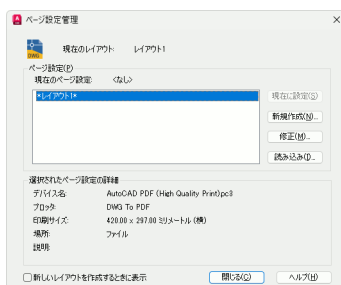 ページ設定管理
DWG
現在のレイアウト: レイアウト1
ページ設定(P)
現在のページ設定: <なし>
*レイアウト1*
現在に設定(S)
新規作成(N)...
修正(M)...
読み込み(I)...
選択されたページ設定の詳細
デバイス名: AutoCAD PDF (High Quality Print).pc3
プロッタ: DWG To PDF
印刷サイズ: 420.00 x 297.00 ミリメートル (横)
場所: ファイル
説明:
新しいレイアウトを作成するときに表示
閉じる(C)
ヘルプ(H)